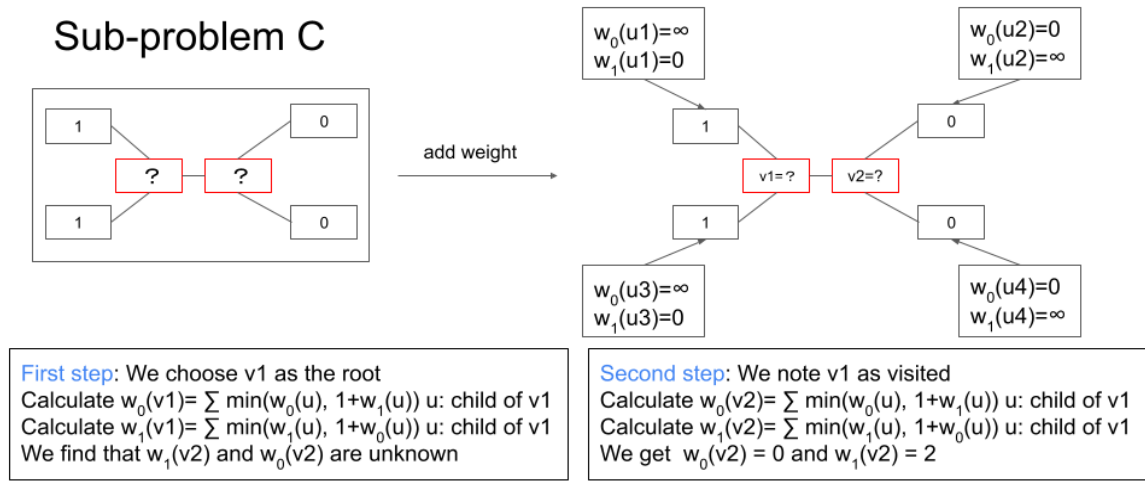 Sub-problem C
1
0
?
?
1
0
add weight
w0(u1)=∞
w1(u1)=0
w0(u2)=0
w1(u2)=∞
1
0
v1=?
v2=?
1
0
w0(u3)=∞
w1(u3)=0
w0(u4)=0
w1(u4)=∞
First step: We choose v1 as the root
Calculate w0(v1)= ∑ min(w0(u), 1+w1(u)) u: child of v1
Calculate w1(v1)= ∑ min(w1(u), 1+w0(u)) u: child of v1
We find that w1(v2) and w0(v2) are unknown
Second step: We note v1 as visited
Calculate w0(v2)= ∑ min(w0(u), 1+w1(u)) u: child of v1
Calculate w1(v2)= ∑ min(w1(u), 1+w0(u)) u: child of v1
We get  w0(v2) = 0 and w1(v2) = 2